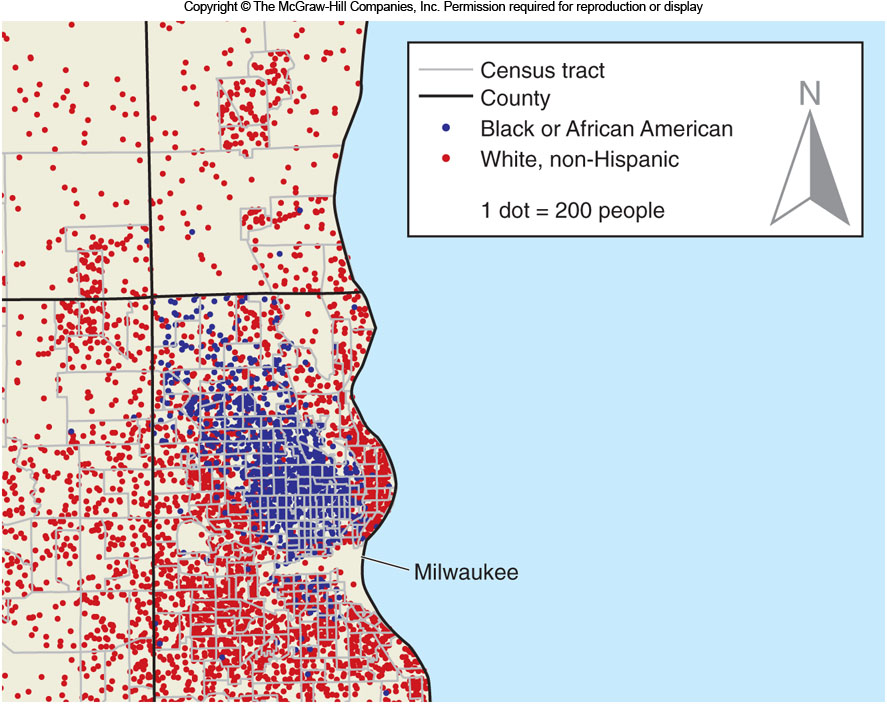 Copyright © The McGraw-Hill Companies, Inc. Permission required for reproduction or display
Census tract
County
Black or African American
White, non-Hispanic
1 dot = 200 people
N
Milwaukee